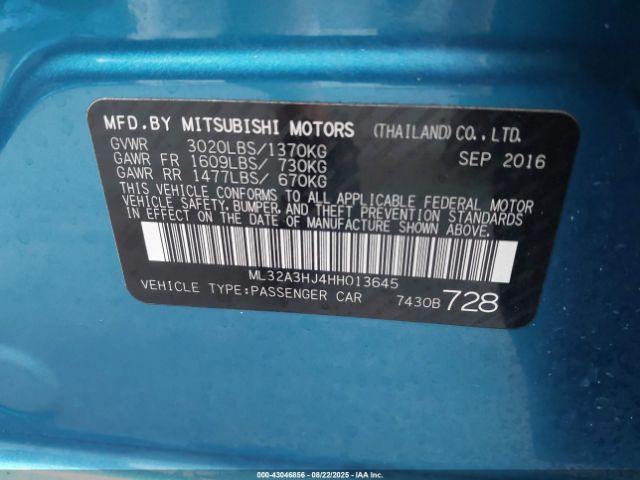 MFD.BY MITSUBISHI MOTORS (THAILAND) CO., LTD.
GVWR 3020LBS/1370KG SEP 2016
GAWR FR 1609LBS/ 730KG
GAWR RR 1477LBS/ 670KG
THIS VEHICLE CONFORMS TO ALL APPLICABLE FEDERAL MOTOR
VEHICLE SAFETY, BUMPER, AND THEFT PREVENTION STANDARDS
IN EFFECT ON THE DATE OF MANUFACTURE SHOWN ABOVE.
ML32A3HJ4HH013645
VEHICLE TYPE:PASSENGER CAR 7430B 728
000-43046856 - 08/22/2025 - IAAI.com